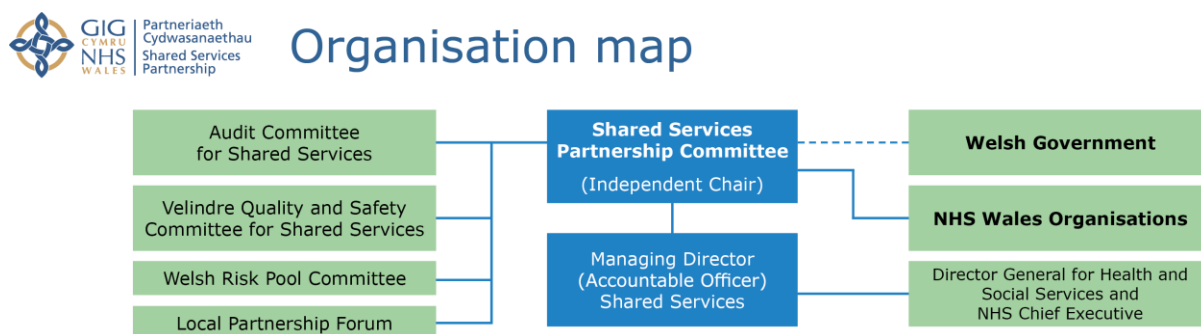 GIG
CYMRU
NHS
WALES
Partneriaeth
Cydwasanaethau
Shared Services
Partnership
Organisation map
Audit Committee
for Shared Services
Velindre Quality and Safety
Committee for Shared Services
Welsh Risk Pool Committee
Local Partnership Forum
Shared Services
Partnership Committee
(Independent Chair)
Managing Director
(Accountable Officer)
Shared Services
Welsh Government
NHS Wales Organisations
Director General for Health and
Social Services and
NHS Chief Executive